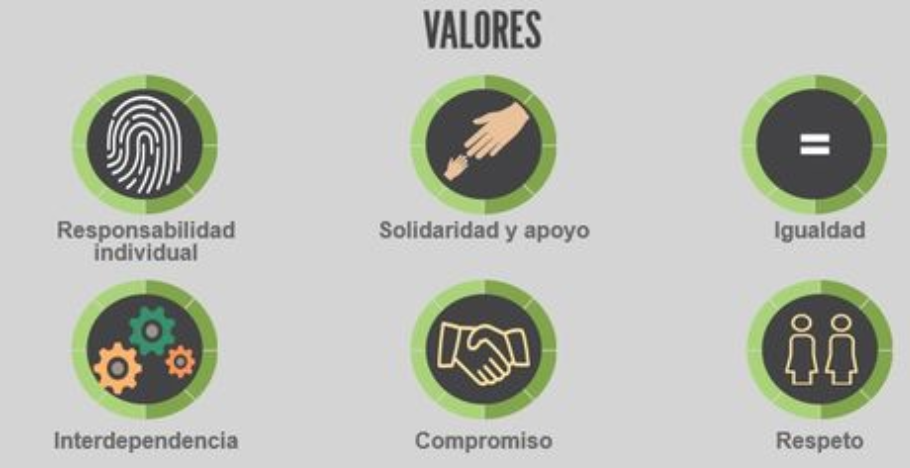 VALORES
Responsabilidad
individual
Solidaridad y apoyo
=
Igualdad
Interdependencia
Compromiso
Respeto